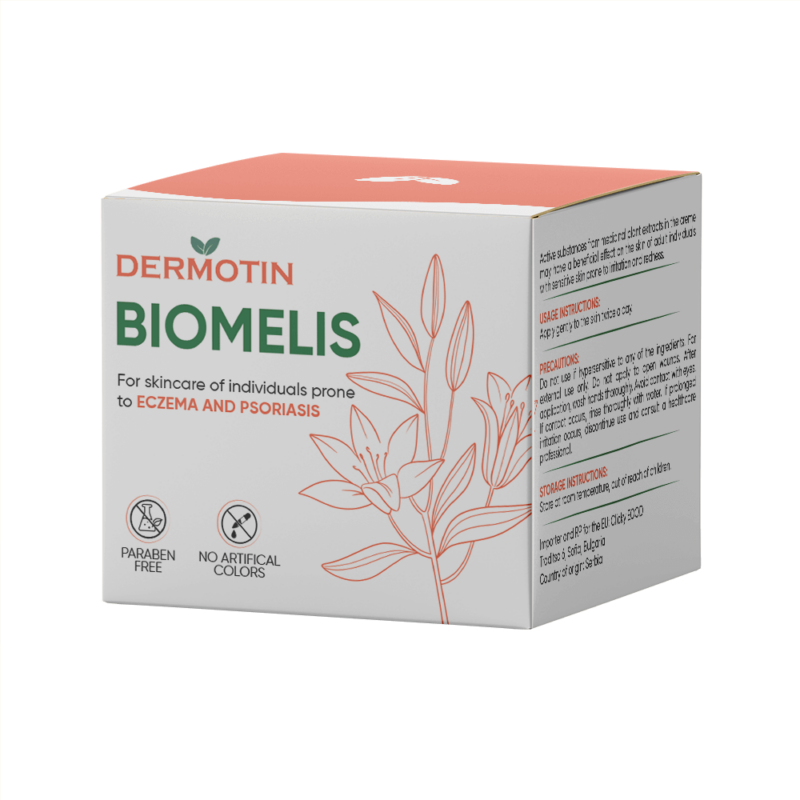 DERMOTIN
BIOMELIS
For skincare of individuals prone
to ECZEMA AND PSORIASIS
PARABEN
FREE
NO ARTIFICAL
COLORS
Active substances from medicinal plant extracts in the creme
may have a beneficial effect on the skin of adult individuals
with sensitive skin prone to irritation and redness.
USAGE INSTRUCTIONS:
Apply gently to the skin twice a day.
PRECAUTIONS:
Do not use if hypersensitive to any of the ingredients. For
external use only. Do not apply to open wounds. After
application, wash hands thoroughly. Avoid contact with eyes.
If contact occurs, rinse thoroughly with water. If prolonged
irritation occurs, discontinue use and consult a healthcare
professional.
STORAGE INSTRUCTIONS:
Store at room temperature, out of reach of children.
Importer and RP for the EU: Clicky EOOD
6, Sofia, Bulgaria
Country of origin: Serbia